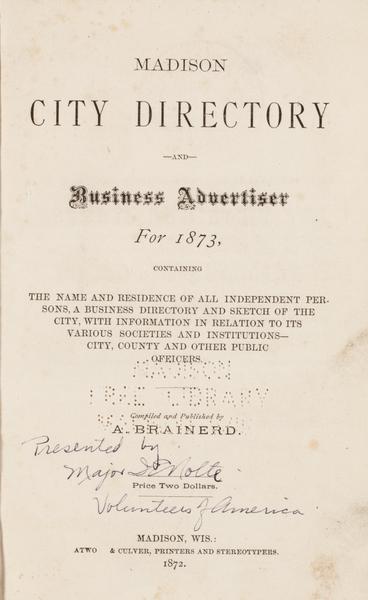 MADISON
CITY DIRECTORY
—AND—
Business Advertiser
For 1873,
CONTAINING
THE NAME AND RESIDENCE OF ALL INDEPENDENT PER-
SONS, A BUSINESS DIRECTORY AND SKETCH OF THE
CITY, WITH INFORMATION IN RELATION TO ITS
VARIOUS SOCIETIES AND INSTITUTIONS—
CITY, COUNTY AND OTHER PUBLIC
OFFICERS.
MADISON
LIBRARY
Compiled and Published by
A. BRAINERD.
Presented by
Major
Price Two Dollars.
Volunteers of America
MADISON, WIS.:
ATWO & CULVER, PRINTERS AND STEREOTYPERS.
1872.